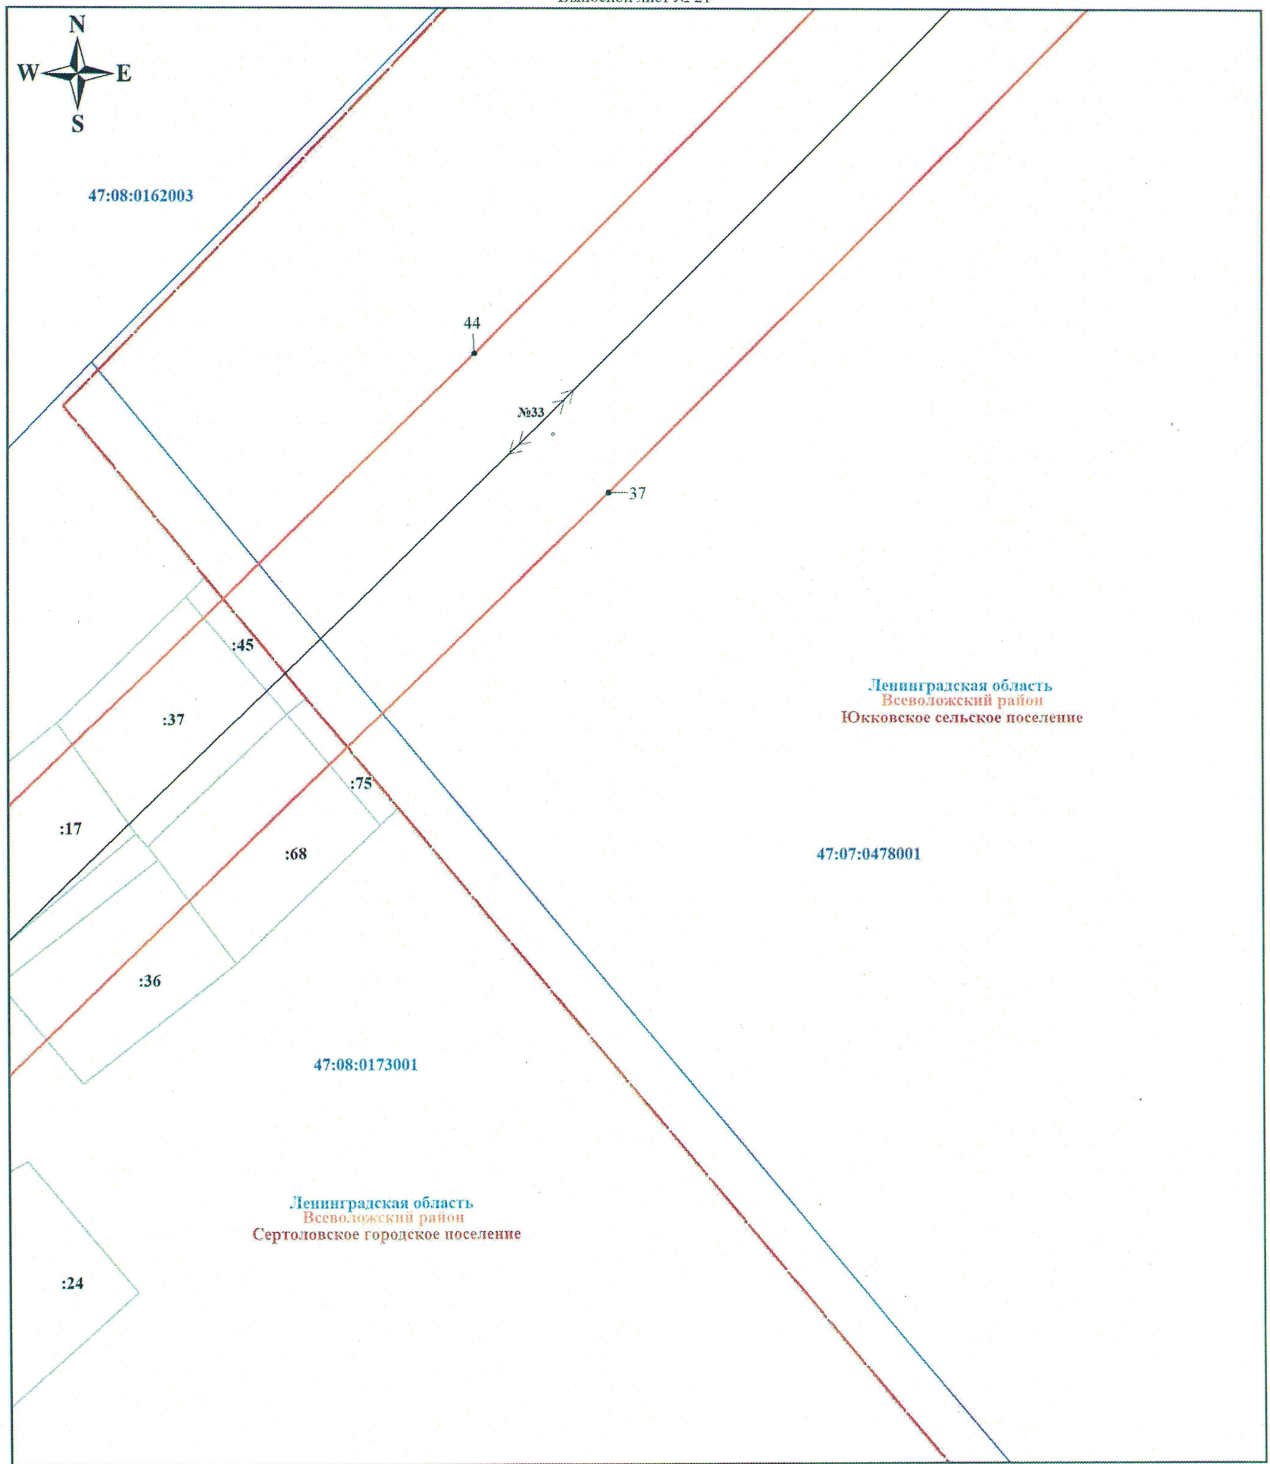 N
W E
S
47:08:0162003
44
№33
37
:45
Ленинградская область
Всеволожский район
Юкковское сельское поселение
:37
:75
:17
:68
47:07:0478001
:36
47:08:0173001
Ленинградская область
Всеволожский район
Сертоловское городское поселение
:24